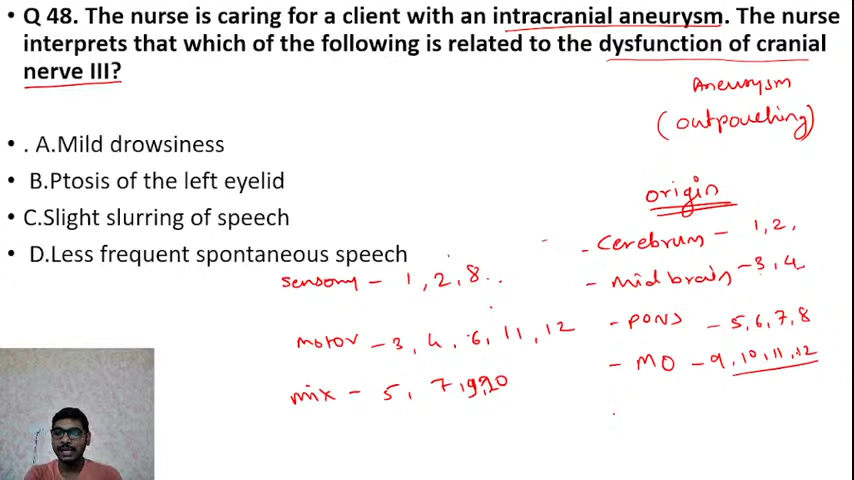 • Q 48. The nurse is caring for a client with an intracranial aneurysm. The nurse
interprets that which of the following is related to the dysfunction of cranial
nerve III?
Aneurysm
(outpouching)
• . A.Mild drowsiness
• B.Ptosis of the left eyelid
• C.Slight slurring of speech
• D.Less frequent spontaneous speech
origin
- Cerebrum - 1, 2,
- Midbrain - 3, 4
- PONS - 5, 6, 7, 8
- MO - 9, 10, 11, 12
sensory - 1, 2, 8..
motor - 3, 4, 6, 11, 12
mix - 5, 7, 9, 10